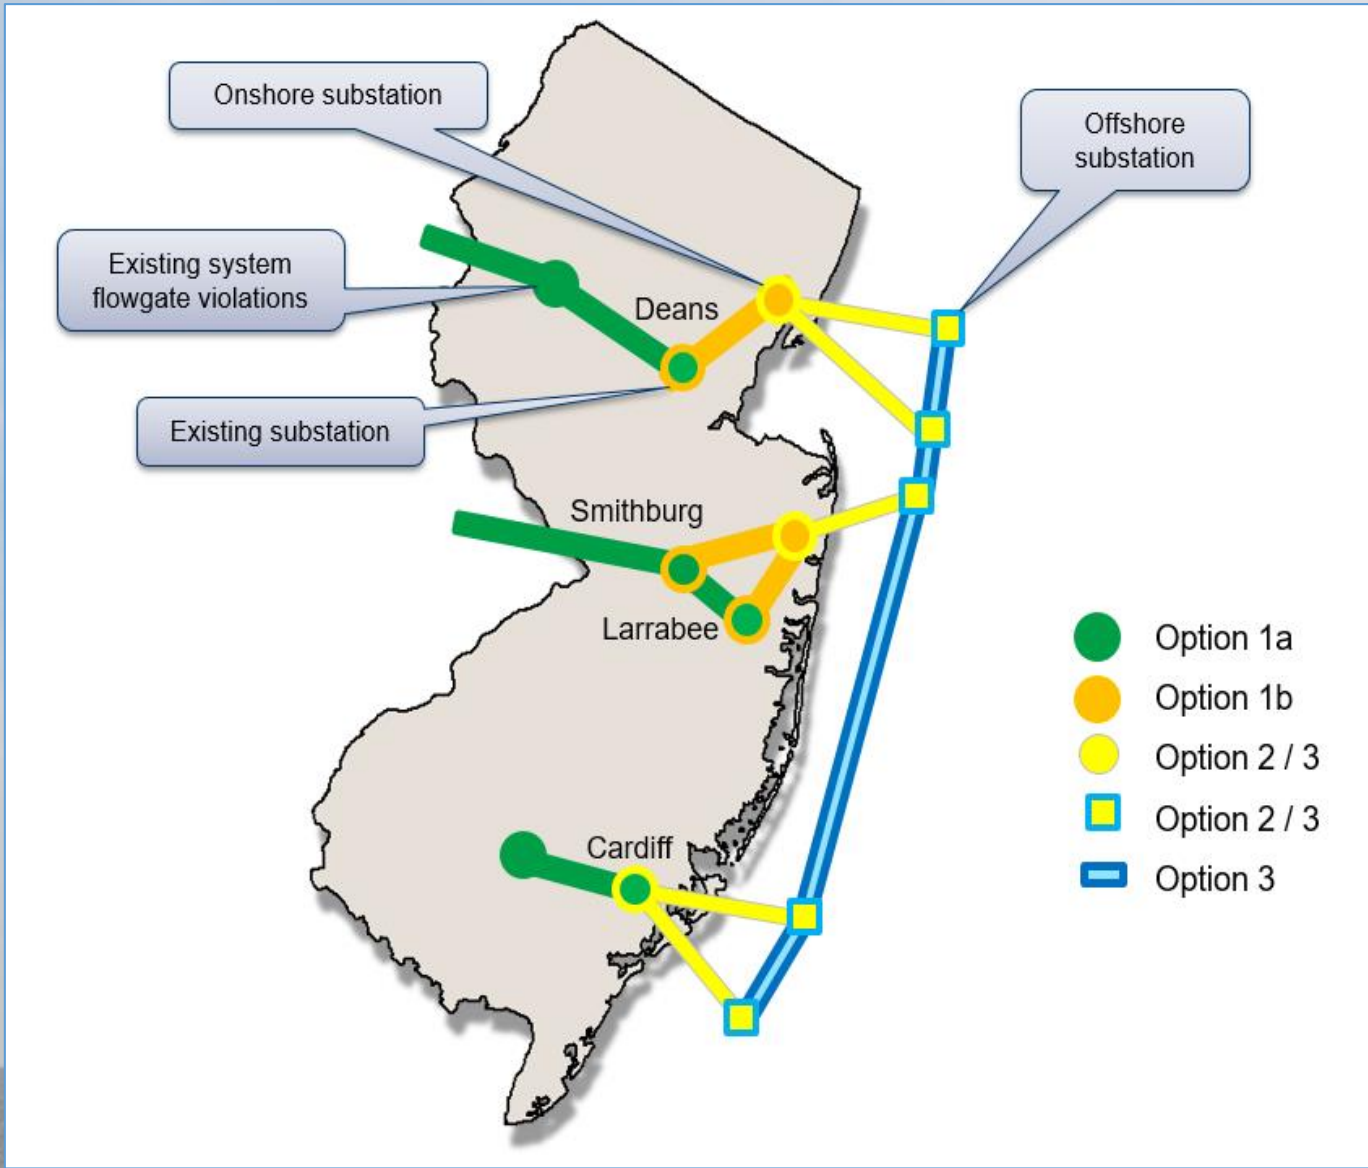 Onshore substation
Offshore
substation
Existing system
flowgate violations
Deans
Existing substation
Smithburg
Larrabee
Option 1a
Option 1b
Option 2 / 3
Option 2 / 3
Option 3
Cardiff